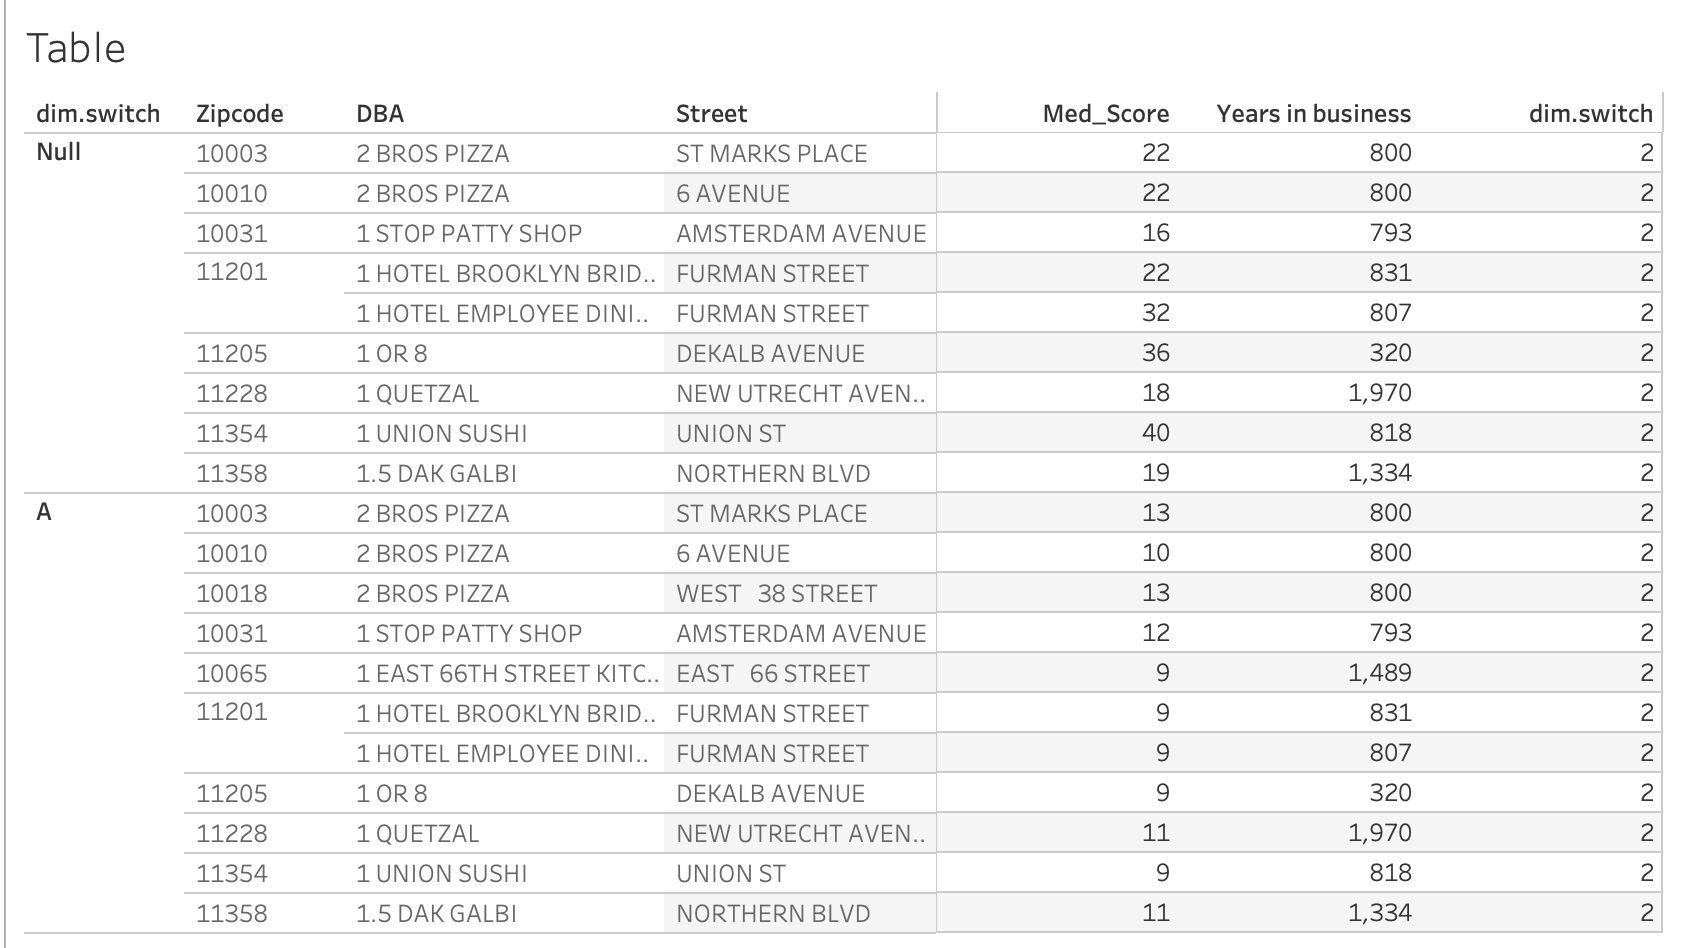 Table
dim.switch Zipcode DBA Street Med_Score Years in business dim.switch
Null 10003 2 BROS PIZZA ST MARKS PLACE 22 800 2
10010 2 BROS PIZZA 6 AVENUE 22 800 2
10031 1 STOP PATTY SHOP AMSTERDAM AVENUE 16 793 2
11201 1 HOTEL BROOKLYN BRID.. FURMAN STREET 22 831 2
1 HOTEL EMPLOYEE DINI.. FURMAN STREET 32 807 2
11205 1 OR 8 DEKALB AVENUE 36 320 2
11228 1 QUETZAL NEW UTRECHT AVEN.. 18 1,970 2
11354 1 UNION SUSHI UNION ST 40 818 2
11358 1.5 DAK GALBI NORTHERN BLVD 19 1,334 2
A 10003 2 BROS PIZZA ST MARKS PLACE 13 800 2
10010 2 BROS PIZZA 6 AVENUE 10 800 2
10018 2 BROS PIZZA WEST   38 STREET 13 800 2
10031 1 STOP PATTY SHOP AMSTERDAM AVENUE 12 793 2
10065 1 EAST 66TH STREET KITC.. EAST   66 STREET 9 1,489 2
11201 1 HOTEL BROOKLYN BRID.. FURMAN STREET 9 831 2
1 HOTEL EMPLOYEE DINI.. FURMAN STREET 9 807 2
11205 1 OR 8 DEKALB AVENUE 9 320 2
11228 1 QUETZAL NEW UTRECHT AVEN.. 11 1,970 2
11354 1 UNION SUSHI UNION ST 9 818 2
11358 1.5 DAK GALBI NORTHERN BLVD 11 1,334 2